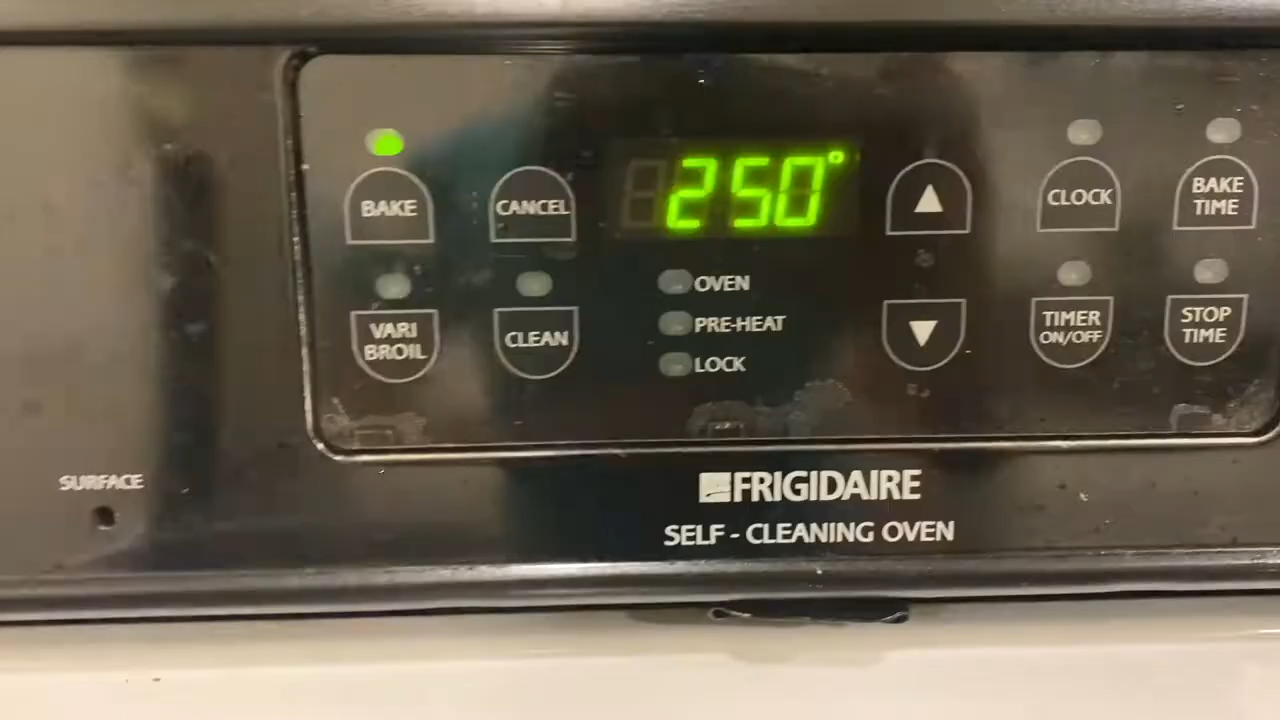 BAKE
CANCEL
250°
▲
CLOCK
BAKE
TIME
VARI
BROIL
CLEAN
OVEN
PRE-HEAT
LOCK
▼
TIMER
ON/OFF
STOP
TIME
SURFACE
FRIGIDAIRE
SELF - CLEANING OVEN